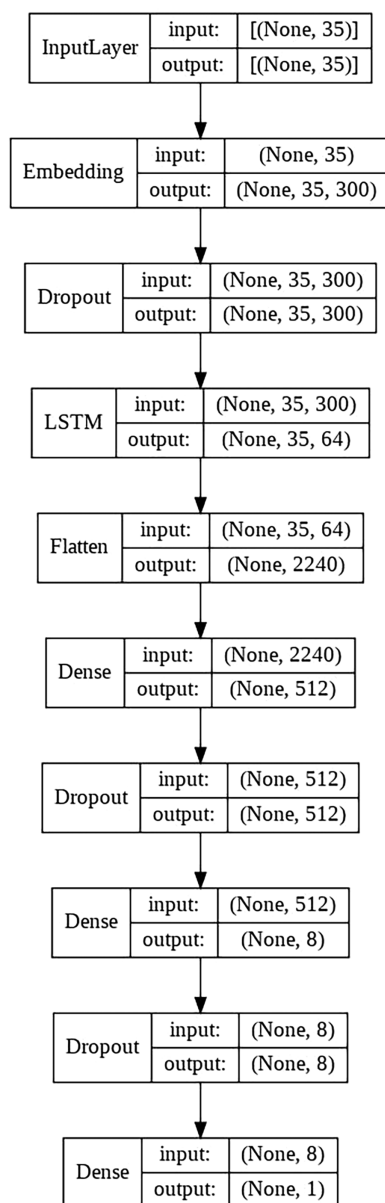 InputLayer input: [(None, 35)]
output: [(None, 35)]
Embedding input: (None, 35)
output: (None, 35, 300)
Dropout input: (None, 35, 300)
output: (None, 35, 300)
LSTM input: (None, 35, 300)
output: (None, 35, 64)
Flatten input: (None, 35, 64)
output: (None, 2240)
Dense input: (None, 2240)
output: (None, 512)
Dropout input: (None, 512)
output: (None, 512)
Dense input: (None, 512)
output: (None, 8)
Dropout input: (None, 8)
output: (None, 8)
Dense input: (None, 8)
output: (None, 1)